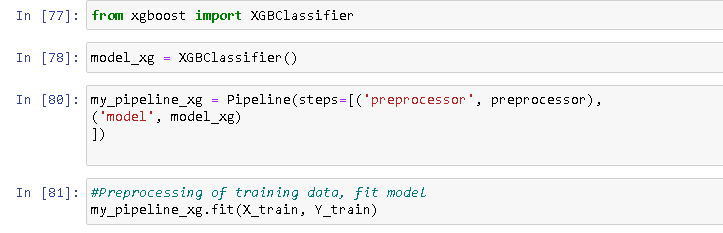 In [77]: from xgboost import XGBClassifier
In [78]: model_xg = XGBClassifier()
In [80]: my_pipeline_xg = Pipeline(steps=[('preprocessor', preprocessor),
('model', model_xg)
])
In [81]: #Preprocessing of training data, fit model
my_pipeline_xg.fit(X_train, Y_train)